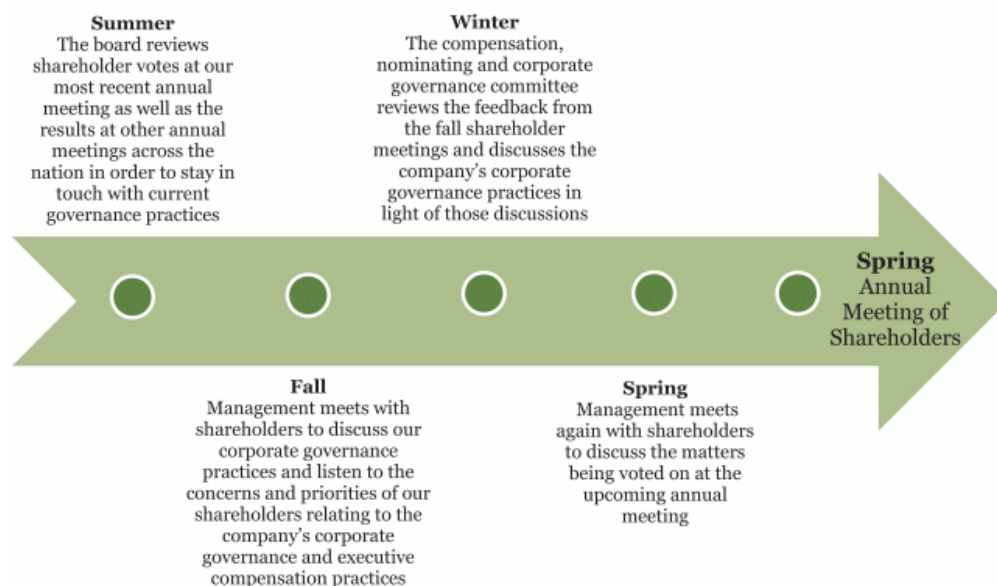 Summer
The board reviews
shareholder votes at our
most recent annual
meeting as well as the
results at other annual
meetings across the
nation in order to stay in
touch with current
governance practices
Winter
The compensation,
nominating and corporate
governance committee
reviews the feedback from
the fall shareholder
meetings and discusses the
company's corporate
governance practices in
light of those discussions
Spring
Annual
Meeting of
Shareholders
Fall
Management meets with
shareholders to discuss our
corporate governance
practices and listen to the
concerns and priorities of our
shareholders relating to the
company's corporate
governance and executive
compensation practices
Spring
Management meets
again with shareholders
to discuss the matters
being voted on at the
upcoming annual
meeting